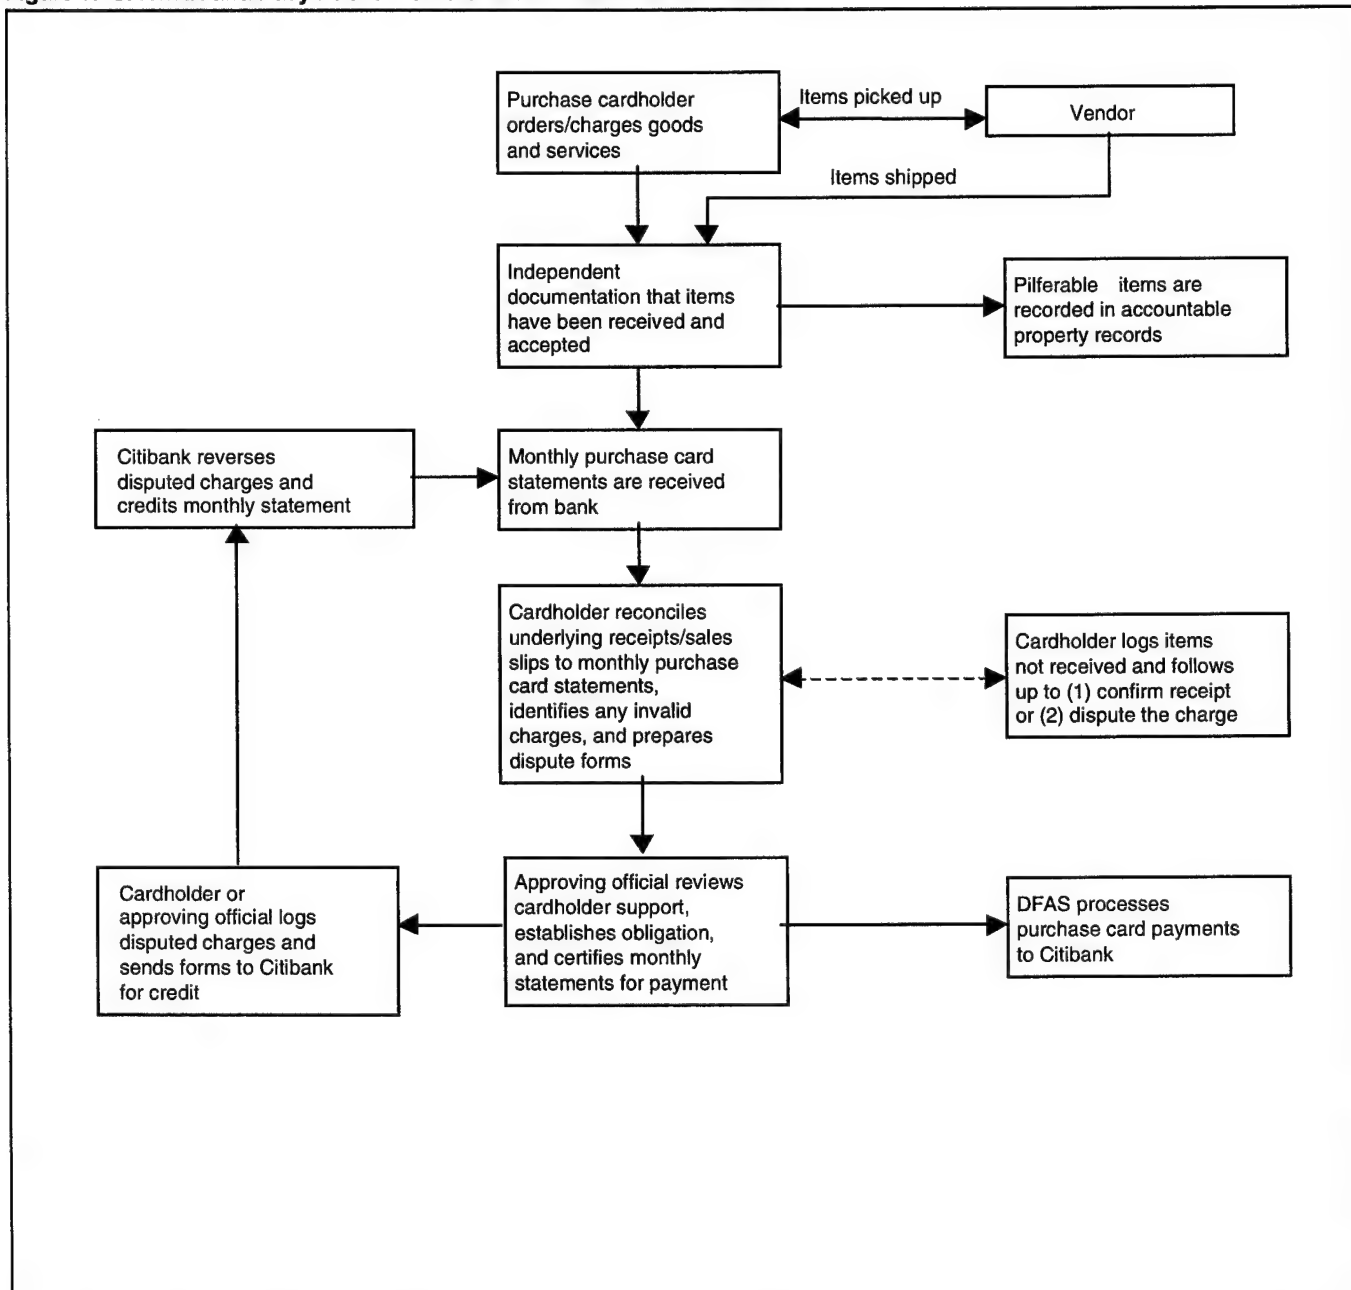 Purchase cardholder
orders/charges goods
and services
Items picked up
Vendor
Items shipped
Independent
documentation that items
have been received and
accepted
Pilferable items are
recorded in accountable
property records
Citibank reverses
disputed charges and
credits monthly statement
Monthly purchase card
statements are received
from bank
Cardholder reconciles
underlying receipts/sales
slips to monthly purchase
card statements,
identifies any invalid
charges, and prepares
dispute forms
Cardholder logs items
not received and follows
up to (1) confirm receipt
or (2) dispute the charge
Cardholder or
approving official logs
disputed charges and
sends forms to Citibank
for credit
Approving official reviews
cardholder support,
establishes obligation,
and certifies monthly
statements for payment
DFAS processes
purchase card payments
to Citibank